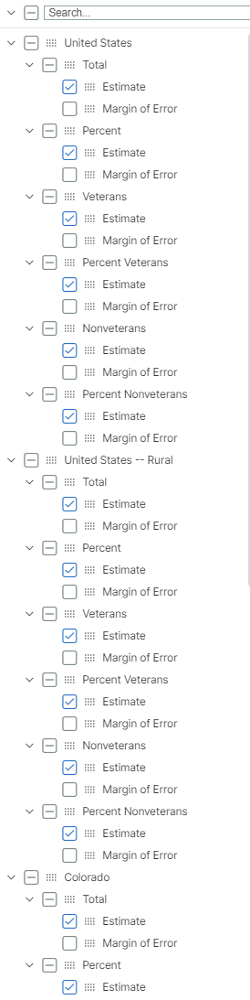 Search...
United States
Total
Estimate
Margin of Error
Percent
Estimate
Margin of Error
Veterans
Estimate
Margin of Error
Percent Veterans
Estimate
Margin of Error
Nonveterans
Estimate
Margin of Error
Percent Nonveterans
Estimate
Margin of Error
United States -- Rural
Total
Estimate
Margin of Error
Percent
Estimate
Margin of Error
Veterans
Estimate
Margin of Error
Percent Veterans
Estimate
Margin of Error
Nonveterans
Estimate
Margin of Error
Percent Nonveterans
Estimate
Margin of Error
Colorado
Total
Estimate
Margin of Error
Percent
Estimate